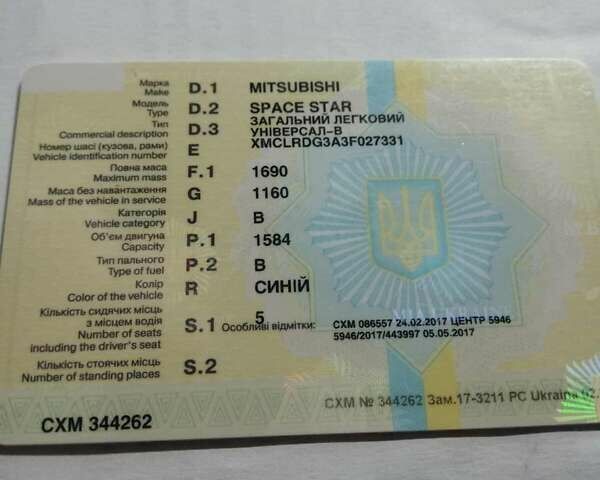 Марка
Make D.1 MITSUBISHI
Модель D.2 SPACE STAR
Type
Тип D.3 ЗАГАЛЬНИЙ ЛЕГКОВИЙ
Commercial description УНІВЕРСАЛ-В
Номер шасі (кузова, рами) E XMCLRDG3A3F027331
Vehicle identification number
Повна маса F.1 1690
Maximum mass
Маса без навантаження G 1160
Mass of the vehicle in service
Категорія J B
Vehicle category
Об'єм двигуна P.1 1584
Capacity
Тип пального P.2 B
Type of fuel
Колір R СИНІЙ
Color of the vehicle
Кількість сидячих місць 5
з місцем водія S.1 Особливі відмітки: СХМ 086557 24.02.2017 ЦЕНТР 5946
Number of seats 5946/2017/443997 05.05.2017
including the driver's seat
Кількість стоячих місць S.2
Number of standing places
СХМ № 344262 Зам.17-3211 РС Ukraina 02.
СХМ 344262